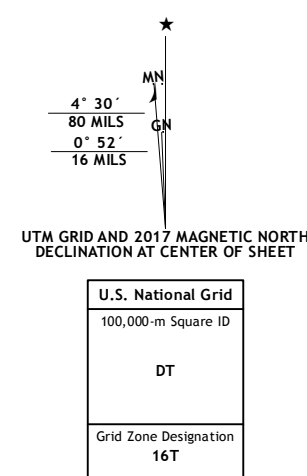 ★
MN
4° 30´
80 MILS
GN
0° 52´
16 MILS
UTM GRID AND 2017 MAGNETIC NORTH
DECLINATION AT CENTER OF SHEET
U.S. National Grid
100,000-m Square ID
DT
Grid Zone Designation
16T